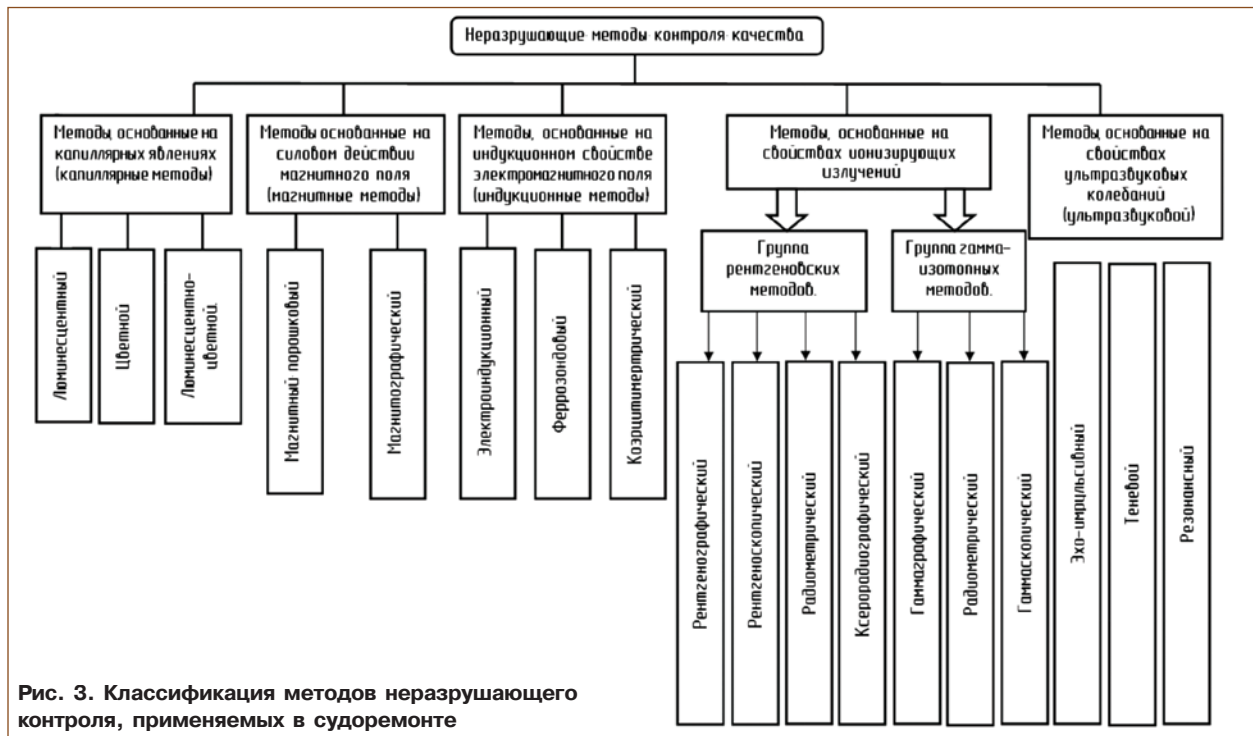 Неразрушающие методы контроля качества
Методы, основанные на
капиллярных явлениях
(капиллярные методы)
Методы основанные на
силовом действии
магнитного поля
(магнитные методы)
Методы, основанные на
индукционном свойстве
электромагнитного поля
(индукционные методы)
Методы, основанные на
свойствах ионизирующих
излучений
Методы, основанные на
свойствах
ультразвуковых
колебаний
(ультразвуковой)
Группа
рентгеновских
методов.
Группа гамма-
изотопных
методов.
Люминесцентный
Цветной
Люминесцентно-
цветной.
Магнитный порошковый
Магнитографический
Электроиндукционный
Феррозондовый
Коэрцитимертрический
Рентгенографический
Рентгеноскопический
Радиометрический
Ксерорадиографический
Гаммаграфический
Радиометрический
Гаммаскопический
Эхо-импульсивный
Теневой
Резонансный
Рис. 3. Классификация методов неразрушающего
контроля, применяемых в судоремонте